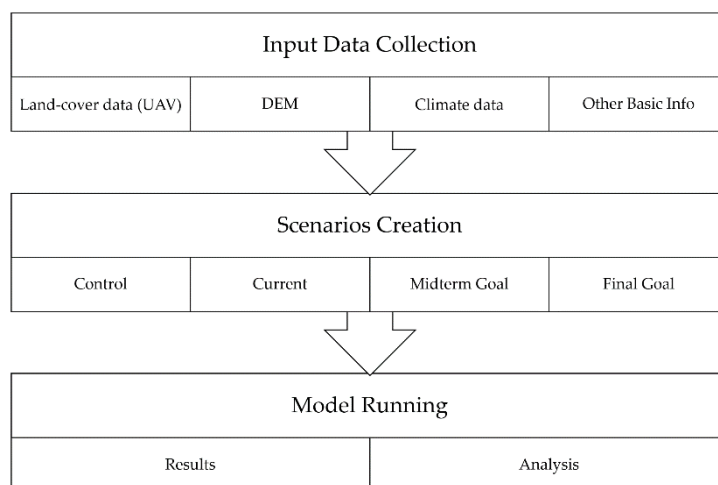 Input Data Collection
Land-cover data (UAV)
DEM
Climate data
Other Basic Info
Scenarios Creation
Control
Current
Midterm Goal
Final Goal
Model Running
Results
Analysis